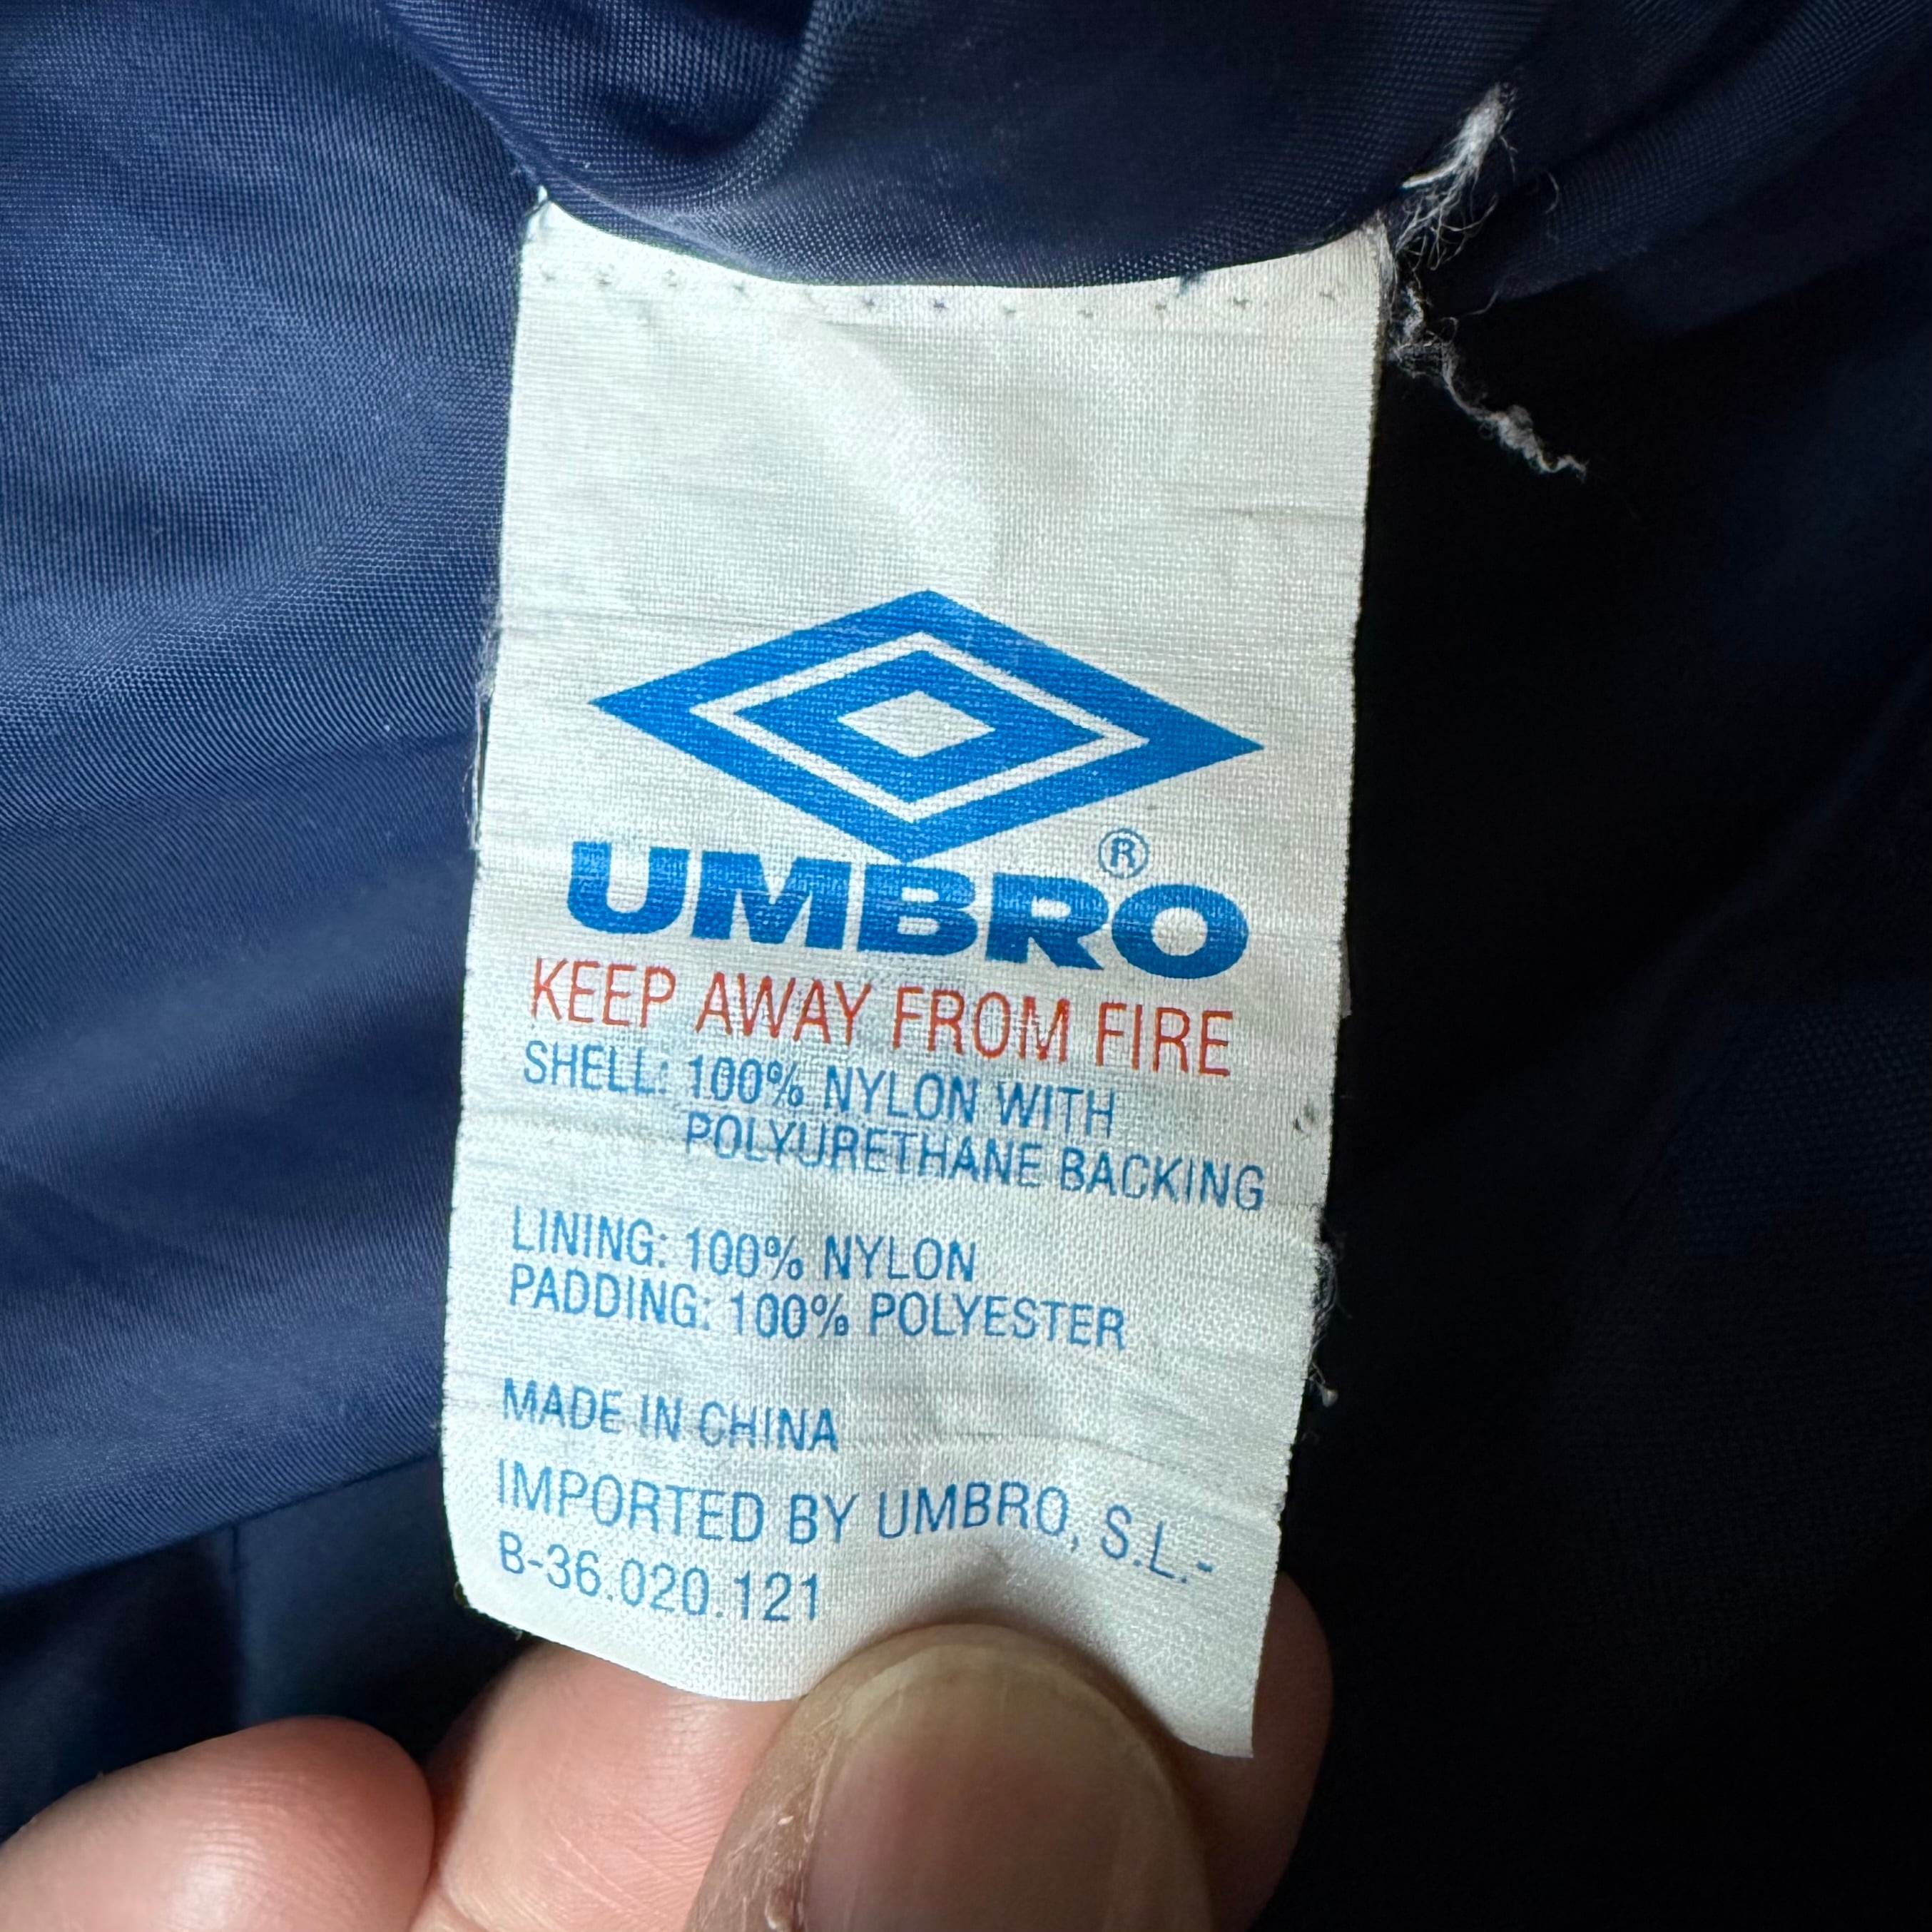 UMBRO®
KEEP AWAY FROM FIRE
SHELL: 100% NYLON WITH
POLYURETHANE BACKING
LINING: 100% NYLON
PADDING: 100% POLYESTER
MADE IN CHINA
IMPORTED BY UMBRO, S.L.-
B-36.020.121